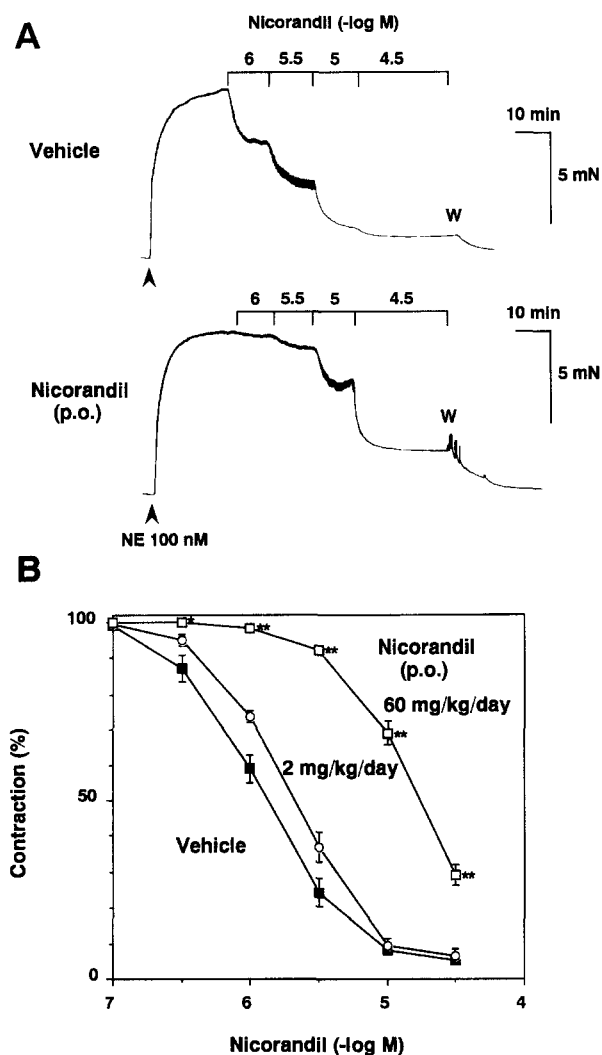 A
Nicorandil (-log M)
6 5.5 5 4.5
10 min
Vehicle
5 mN
W
6 5.5 5 4.5
10 min
5 mN
Nicorandil
(p.o.)
W
NE 100 nM
B
100
50
0
Contraction (%)
Nicorandil
(p.o.)
60 mg/kg/day
2 mg/kg/day
Vehicle
*
**
**
**
**
7 6 5 4
Nicorandil (-log M)